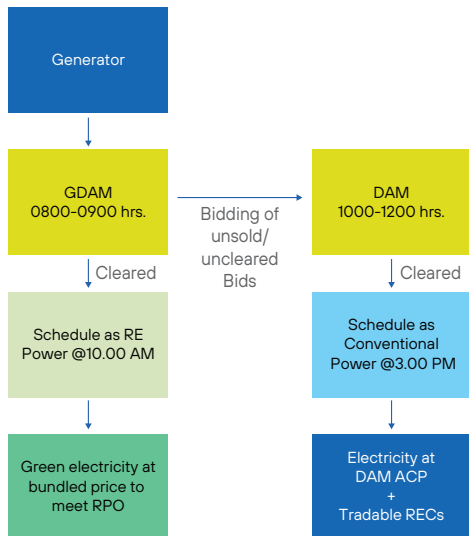 Generator
GDAM
0800-0900 hrs.
Bidding of
unsold/
uncleared
Bids
DAM
1000-1200 hrs.
Cleared
Cleared
Schedule as RE
Power @10.00 AM
Schedule as
Conventional
Power @3.00 PM
Green electricity at
bundled price to
meet RPO
Electricity at
DAM ACP
+
Tradable RECs